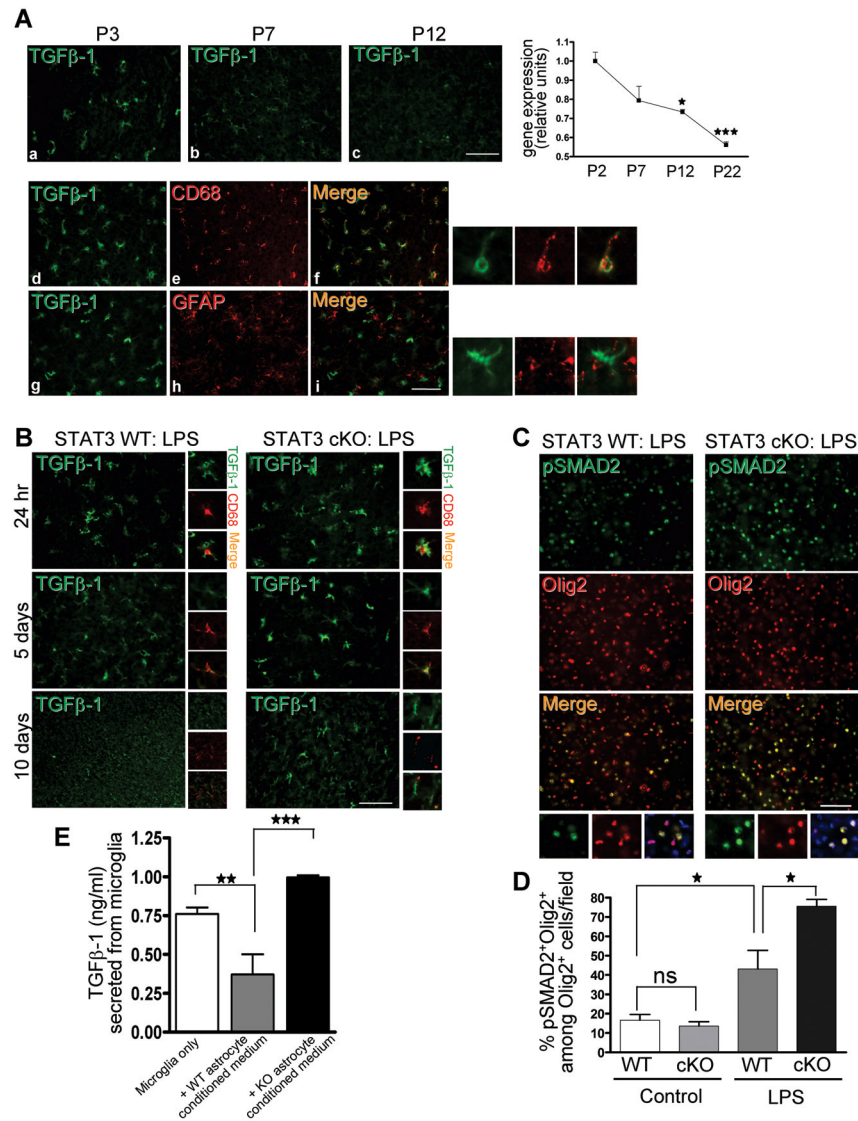 A
P3
P7
P12
TGFβ-1
TGFβ-1
TGFβ-1
a
b
c
gene expression
(relative units)
1.1
1.0
0.8
0.6
0.5
★
★★★
P2
P7
P12
P22
TGFβ-1
CD68
Merge
d
e
f
TGFβ-1
GFAP
Merge
g
h
i
B
STAT3 WT: LPS
STAT3 cKO: LPS
24 hr
TGFβ-1
TGFβ-1
CD68
Merge
TGFβ-1
TGFβ-1
CD68
Merge
5 days
TGFβ-1
TGFβ-1
10 days
TGFβ-1
TGFβ-1
C
STAT3 WT: LPS
STAT3 cKO: LPS
pSMAD2
pSMAD2
Olig2
Olig2
Merge
Merge
E
TGFβ-1 (ng/ml)
secreted from microglia
1.25
1.00
0.75
0.50
0.25
0.00
★★
★★★
Microglia only
+ WT astrocyte
conditioned medium
+ KO astrocyte
conditioned medium
D
% pSMAD2+Olig2+
among Olig2+ cells/field
80
70
60
50
40
30
20
10
0
ns
★
★
WT
cKO
WT
cKO
Control
LPS